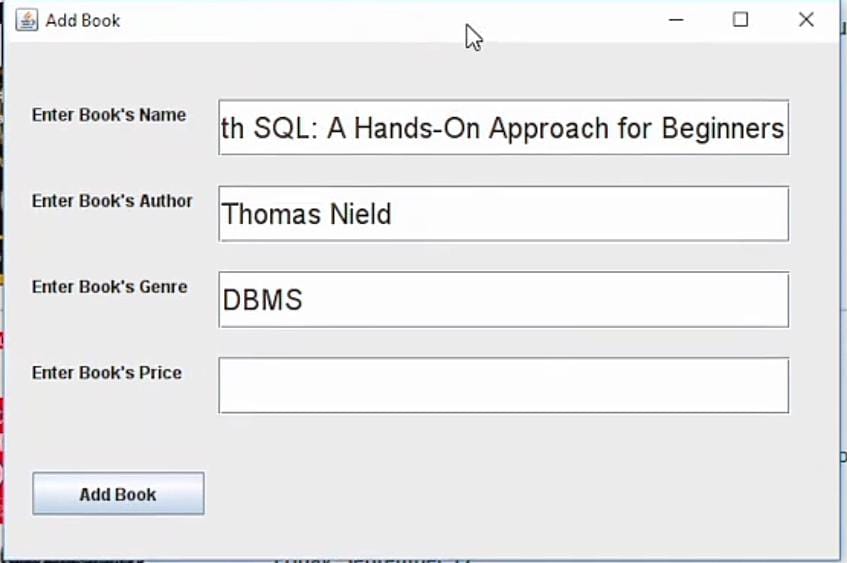 Add Book
Enter Book's Name
th SQL: A Hands-On Approach for Beginners
Enter Book's Author
Thomas Nield
Enter Book's Genre
DBMS
Enter Book's Price
Add Book